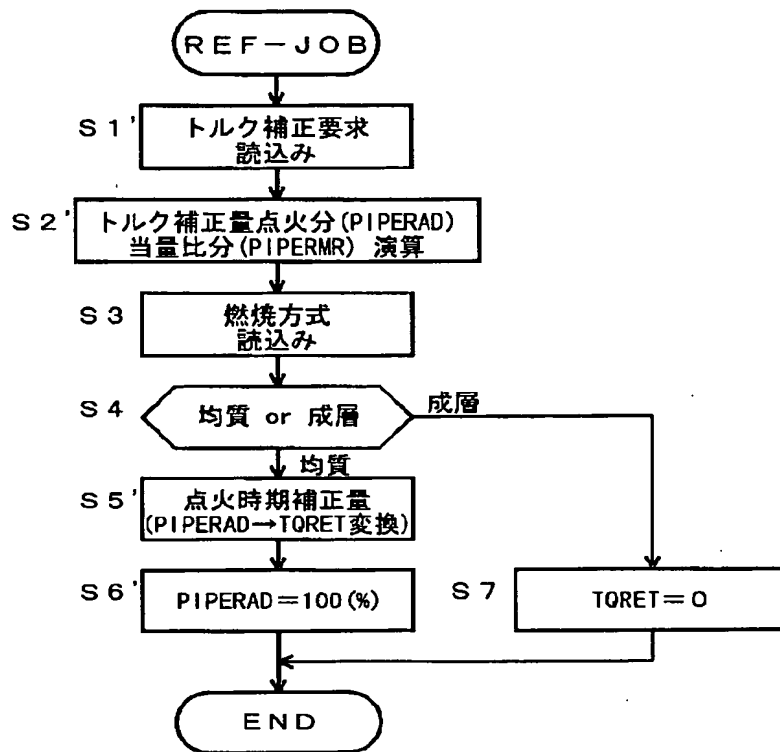 REF-JOB
S1'
トルク補正要求
読込み
S2'
トルク補正量点火分(PIPERAD)
当量比分(PIPERMR) 演算
S3
燃焼方式
読込み
S4
均質 or 成層
成層
均質
S5'
点火時期補正量
(PIPERAD→TQRET変換)
S6'
PIPERAD=100(%)
S7
TQRET=0
END